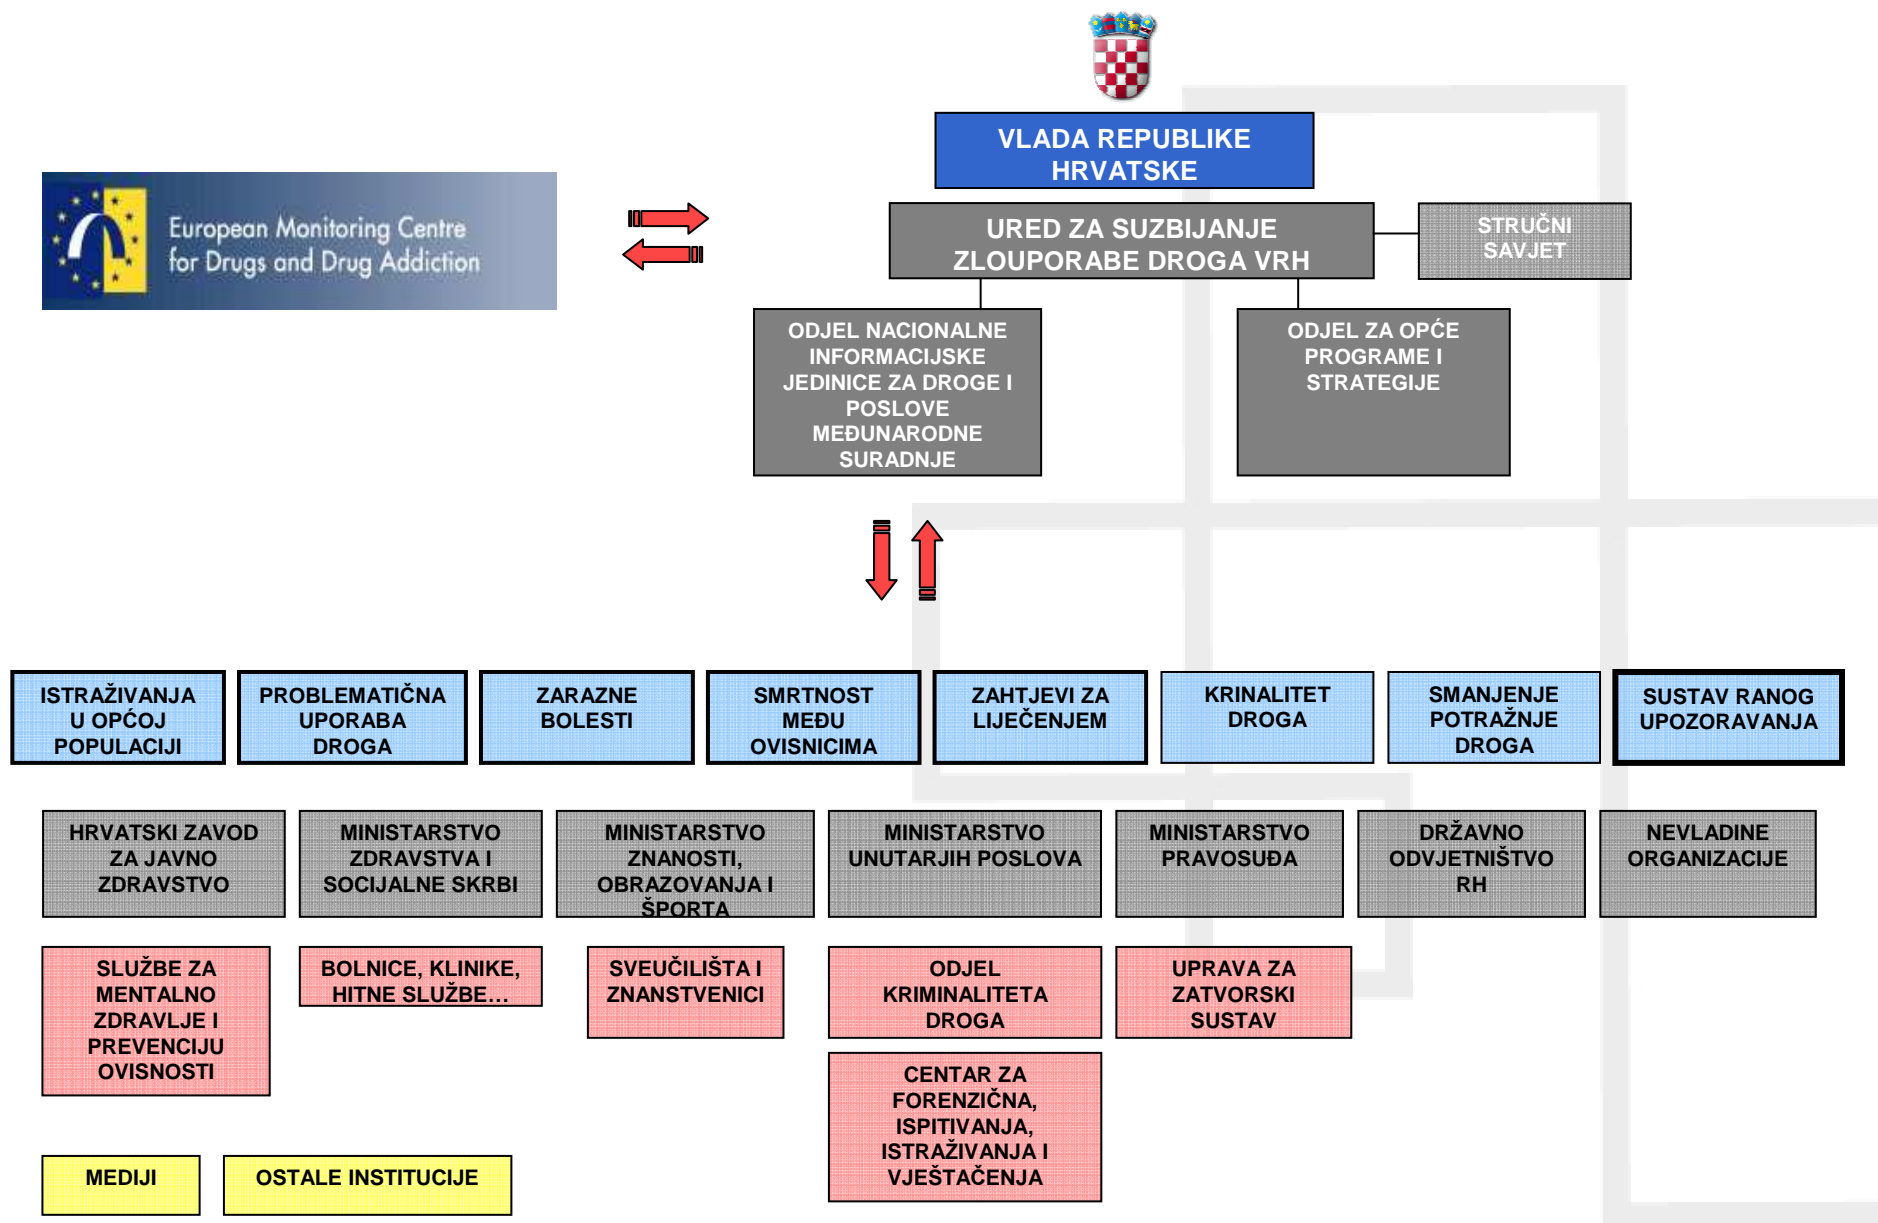 VLADA REPUBLIKE
HRVATSKE
European Monitoring Centre
for Drugs and Drug Addiction
URED ZA SUZBIJANJE
ZLOUPORABE DROGA VRH
STRUČNI
SAVJET
ODJEL NACIONALNE
INFORMACIJSKE
JEDINICE ZA DROGE I
POSLOVE
MEĐUNARODNE
SURADNJE
ODJEL ZA OPĆE
PROGRAME I
STRATEGIJE
ISTRAŽIVANJA
U OPĆOJ
POPULACIJI
PROBLEMATIČNA
UPORABA
DROGA
ZARAZNE
BOLESTI
SMRTNOST
MEĐU
OVISNICIMA
ZAHTJEVI ZA
LIJEČENJEM
KRINALITET
DROGA
SMANJENJE
POTRAŽNJE
DROGA
SUSTAV RANOG
UPOZORAVANJA
HRVATSKI ZAVOD
ZA JAVNO
ZDRAVSTVO
MINISTARSTVO
ZDRAVSTVA I
SOCIJALNE SKRBI
MINISTARSTVO
ZNANOSTI,
OBRAZOVANJA I
ŠPORTA
MINISTARSTVO
UNUTARJIH POSLOVA
MINISTARSTVO
PRAVOSUĐA
DRŽAVNO
ODVJETNIŠTVO
RH
NEVLADINE
ORGANIZACIJE
SLUŽBE ZA
MENTALNO
ZDRAVLJE I
PREVENCIJU
OVISNOSTI
BOLNICE, KLINIKE,
HITNE SLUŽBE…
SVEUČILIŠTA I
ZNANSTVENICI
ODJEL
KRIMINALITETA
DROGA
UPRAVA ZA
ZATVORSKI
SUSTAV
CENTAR ZA
FORENZIČNA,
ISPITIVANJA,
ISTRAŽIVANJA I
VJEŠTAČENJA
MEDIJI
OSTALE INSTITUCIJE